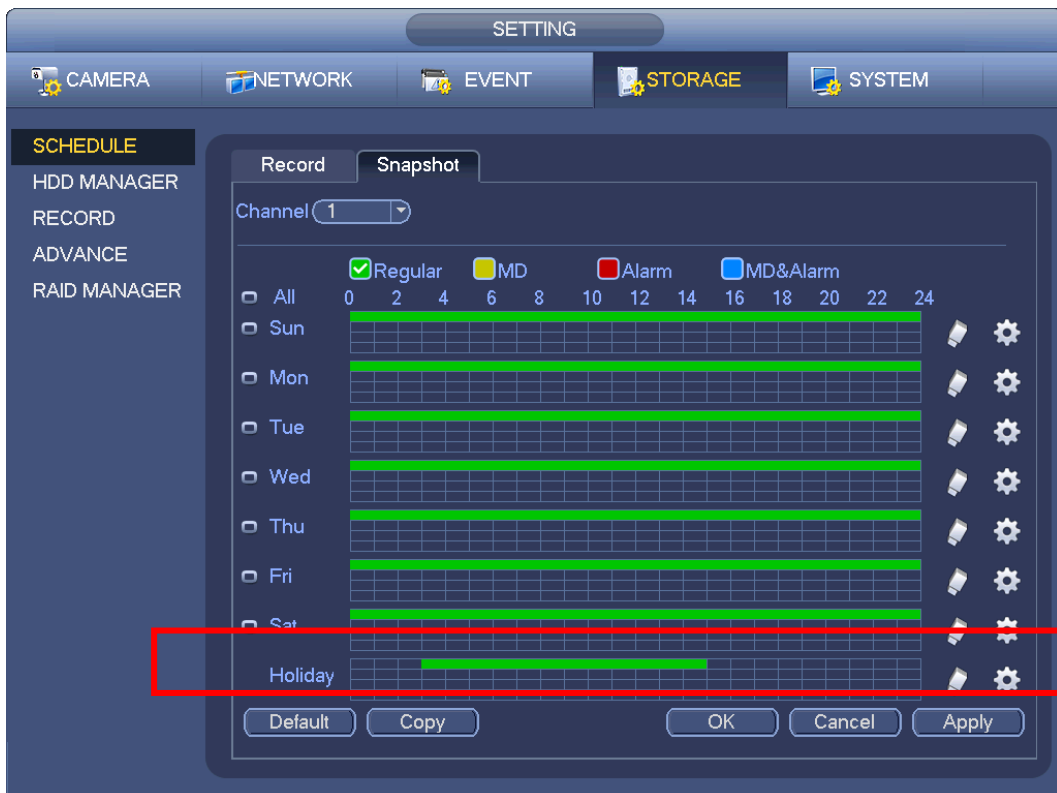 SETTING
CAMERA NETWORK EVENT STORAGE SYSTEM
SCHEDULE
HDD MANAGER
RECORD
ADVANCE
RAID MANAGER
Record Snapshot
Channel 1
Regular MD Alarm MD&Alarm
All 0 2 4 6 8 10 12 14 16 18 20 22 24
Sun
Mon
Tue
Wed
Thu
Fri
Sat
Holiday
Default Copy OK Cancel Apply